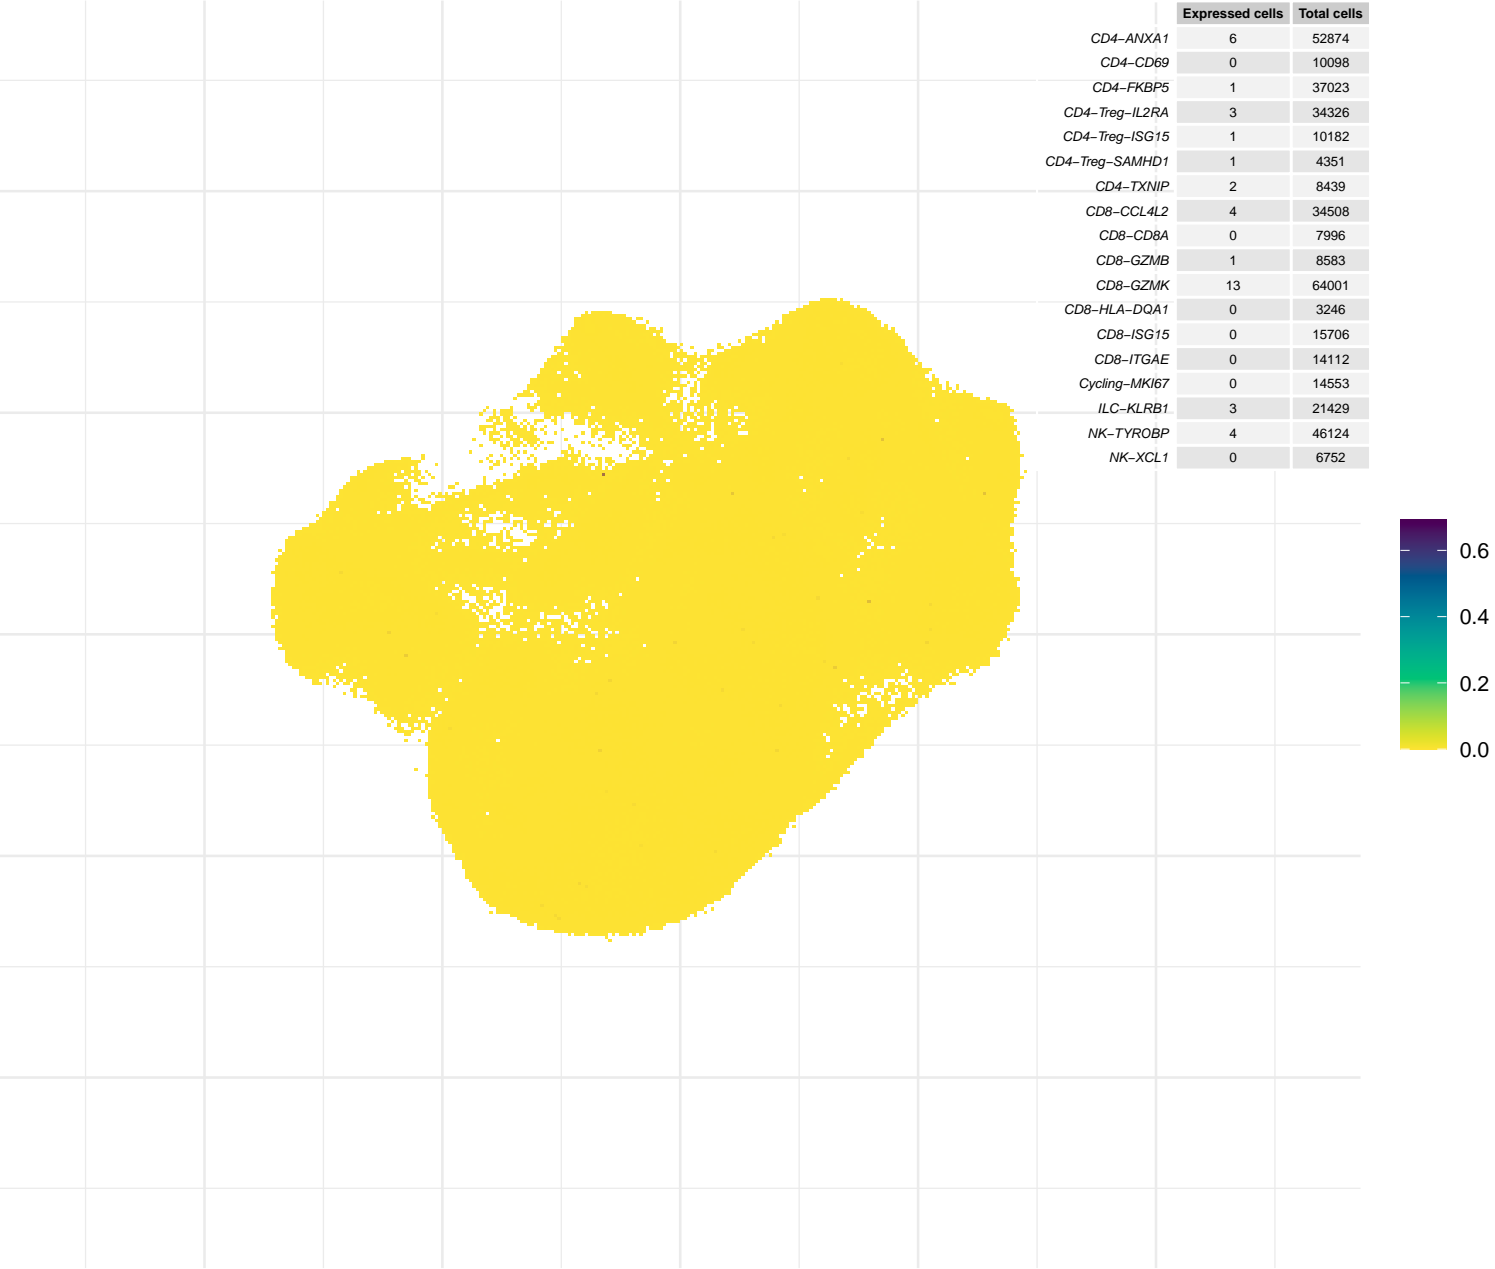 Expressed cells Total cells
CD4−ANXA1 6 52874
CD4−CD69 0 10098
CD4−FKBP5 1 37023
CD4−Treg−IL2RA 3 34326
CD4−Treg−ISG15 1 10182
CD4−Treg−SAMHD1 1 4351
CD4−TXNIP 2 8439
CD8−CCL4L2 4 34508
CD8−CD8A 0 7996
CD8−GZMB 1 8583
CD8−GZMK 13 64001
CD8−HLA−DQA1 0 3246
CD8−ISG15 0 15706
CD8−ITGAE 0 14112
Cycling−MKI67 0 14553
ILC−KLRB1 3 21429
NK−TYROBP 4 46124
NK−XCL1 0 6752
0.6
0.4
0.2
0.0